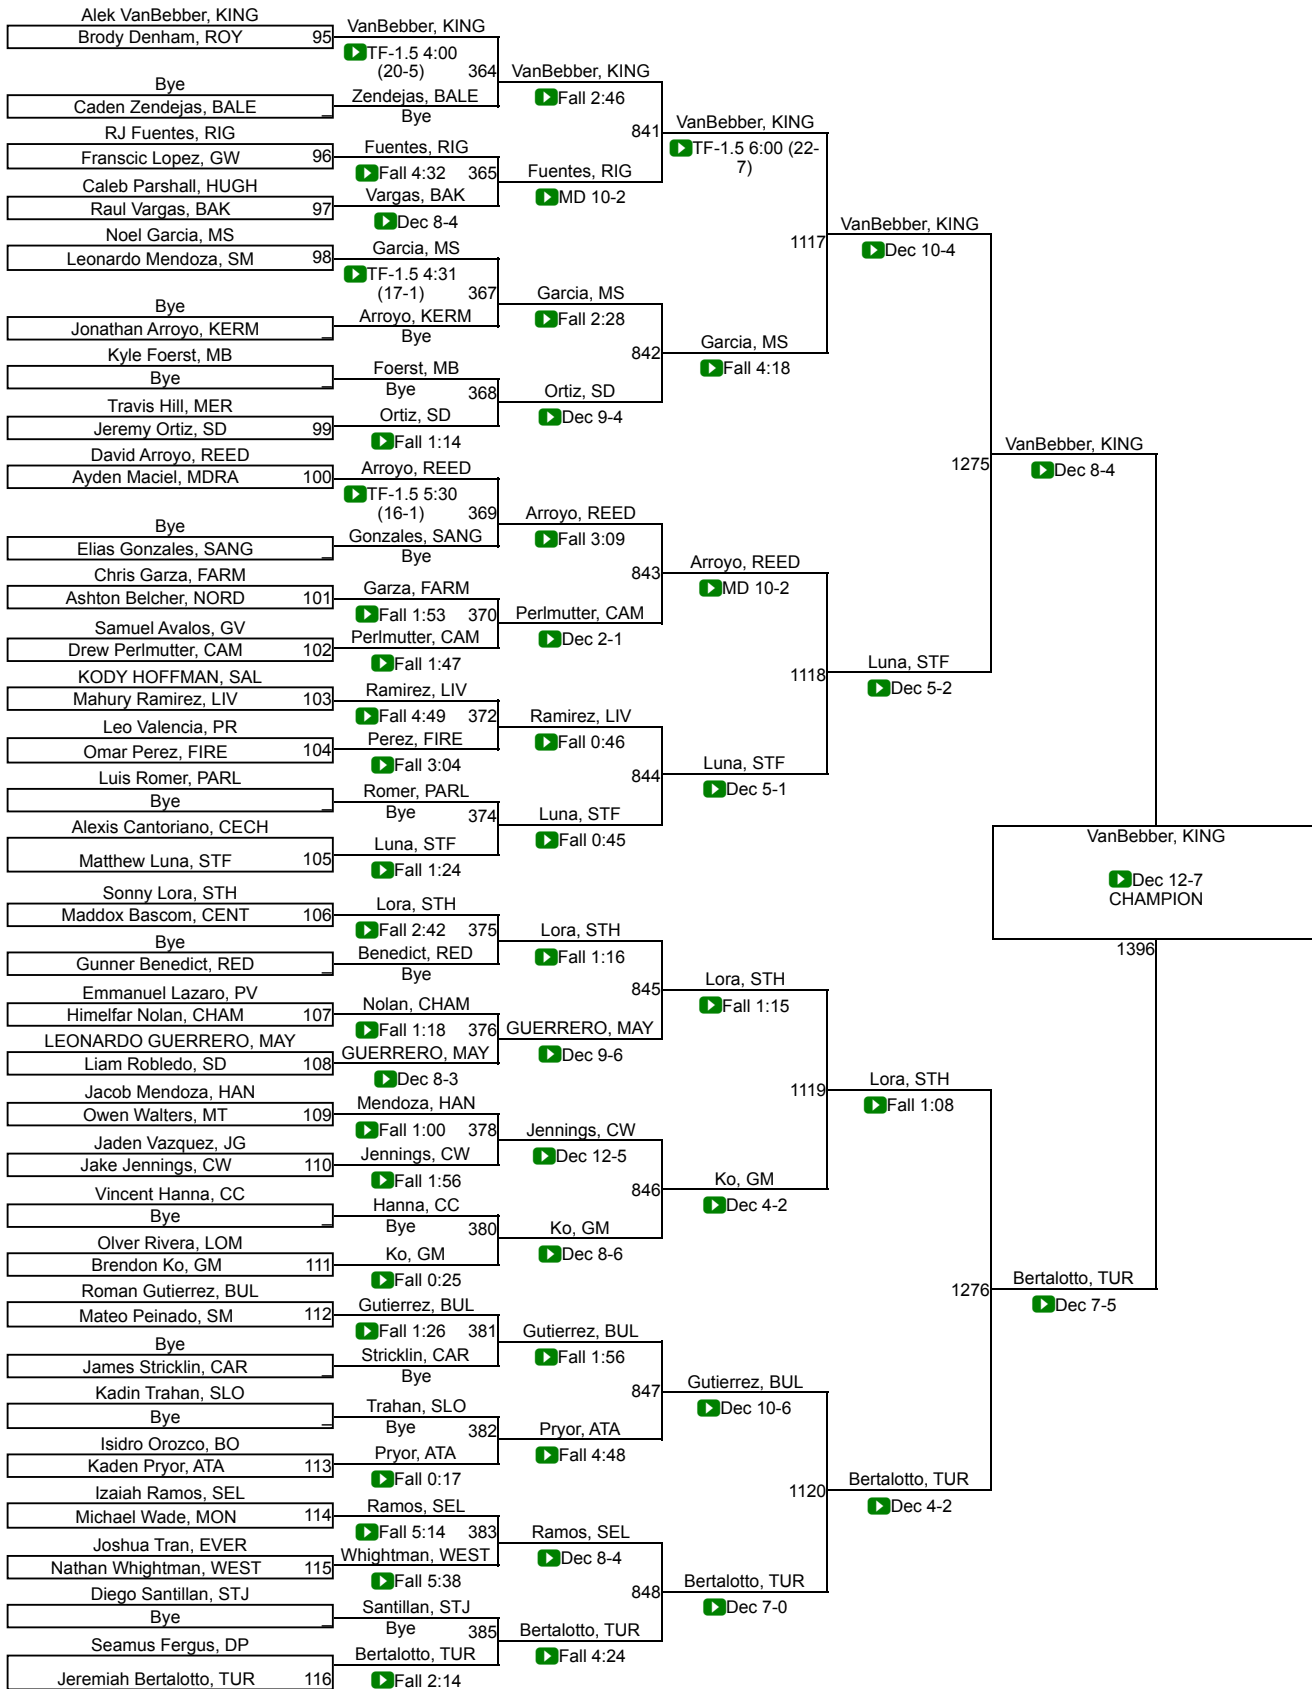 Alek VanBebber, KING
Brody Denham, ROY 95
Bye
Caden Zendejas, BALE _
RJ Fuentes, RIG
Franscic Lopez, GW 96
Caleb Parshall, HUGH
Raul Vargas, BAK 97
Noel Garcia, MS
Leonardo Mendoza, SM 98
Bye
Jonathan Arroyo, KERM _
Kyle Foerst, MB
Bye _
Travis Hill, MER
Jeremy Ortiz, SD 99
David Arroyo, REED
Ayden Maciel, MDRA 100
Bye
Elias Gonzales, SANG _
Chris Garza, FARM
Ashton Belcher, NORD 101
Samuel Avalos, GV
Drew Perlmutter, CAM 102
KODY HOFFMAN, SAL
Mahury Ramirez, LIV 103
Leo Valencia, PR
Omar Perez, FIRE 104
Luis Romer, PARL
Bye _
Alexis Cantoriano, CECH
Matthew Luna, STF 105
Sonny Lora, STH
Maddox Bascom, CENT 106
Bye
Gunner Benedict, RED _
Emmanuel Lazaro, PV
Himelfar Nolan, CHAM 107
LEONARDO GUERRERO, MAY
Liam Robledo, SD 108
Jacob Mendoza, HAN
Owen Walters, MT 109
Jaden Vazquez, JG
Jake Jennings, CW 110
Vincent Hanna, CC
Bye _
Olver Rivera, LOM
Brendon Ko, GM 111
Roman Gutierrez, BUL
Mateo Peinado, SM 112
Bye
James Stricklin, CAR _
Kadin Trahan, SLO
Bye _
Isidro Orozco, BO
Kaden Pryor, ATA 113
Izaiah Ramos, SEL
Michael Wade, MON 114
Joshua Tran, EVER
Nathan Whightman, WEST 115
Diego Santillan, STJ
Bye _
Seamus Fergus, DP
Jeremiah Bertalotto, TUR 116
VanBebber, KING
TF-1.5 4:00
(20-5) 364
Zendejas, BALE
Bye
Fuentes, RIG
Fall 4:32 365
Vargas, BAK
Dec 8-4
Garcia, MS
TF-1.5 4:31
(17-1) 367
Arroyo, KERM
Bye
Foerst, MB
Bye 368
Ortiz, SD
Fall 1:14
Arroyo, REED
TF-1.5 5:30
(16-1) 369
Gonzales, SANG
Bye
Garza, FARM
Fall 1:53 370
Perlmutter, CAM
Fall 1:47
Ramirez, LIV
Fall 4:49 372
Perez, FIRE
Fall 3:04
Romer, PARL
Bye 374
Luna, STF
Fall 1:24
Lora, STH
Fall 2:42 375
Benedict, RED
Bye
Nolan, CHAM
Fall 1:18 376
GUERRERO, MAY
Dec 8-3
Mendoza, HAN
Fall 1:00 378
Jennings, CW
Fall 1:56
Hanna, CC
Bye 380
Ko, GM
Fall 0:25
Gutierrez, BUL
Fall 1:26 381
Stricklin, CAR
Bye
Trahan, SLO
Bye 382
Pryor, ATA
Fall 0:17
Ramos, SEL
Fall 5:14 383
Whightman, WEST
Fall 5:38
Santillan, STJ
Bye 385
Bertalotto, TUR
Fall 2:14
VanBebber, KING
Fall 2:46
841
Fuentes, RIG
MD 10-2
Garcia, MS
Fall 2:28
842
Ortiz, SD
Dec 9-4
Arroyo, REED
Fall 3:09
843
Perlmutter, CAM
Dec 2-1
Ramirez, LIV
Fall 0:46
844
Luna, STF
Fall 0:45
Lora, STH
Fall 1:16
845
GUERRERO, MAY
Dec 9-6
Jennings, CW
Dec 12-5
846
Ko, GM
Dec 8-6
Gutierrez, BUL
Fall 1:56
847
Pryor, ATA
Fall 4:48
Ramos, SEL
Dec 8-4
848
Bertalotto, TUR
Fall 4:24
VanBebber, KING
TF-1.5 6:00 (22-
7)
1117
Garcia, MS
Fall 4:18
Arroyo, REED
MD 10-2
1118
Luna, STF
Dec 5-1
Lora, STH
Fall 1:15
1119
Ko, GM
Dec 4-2
Gutierrez, BUL
Dec 10-6
1120
Bertalotto, TUR
Dec 7-0
VanBebber, KING
Dec 10-4
1275
Luna, STF
Dec 5-2
Lora, STH
Fall 1:08
1276
Bertalotto, TUR
Dec 4-2
VanBebber, KING
Dec 8-4
VanBebber, KING
Dec 12-7
CHAMPION
1396
Bertalotto, TUR
Dec 7-5